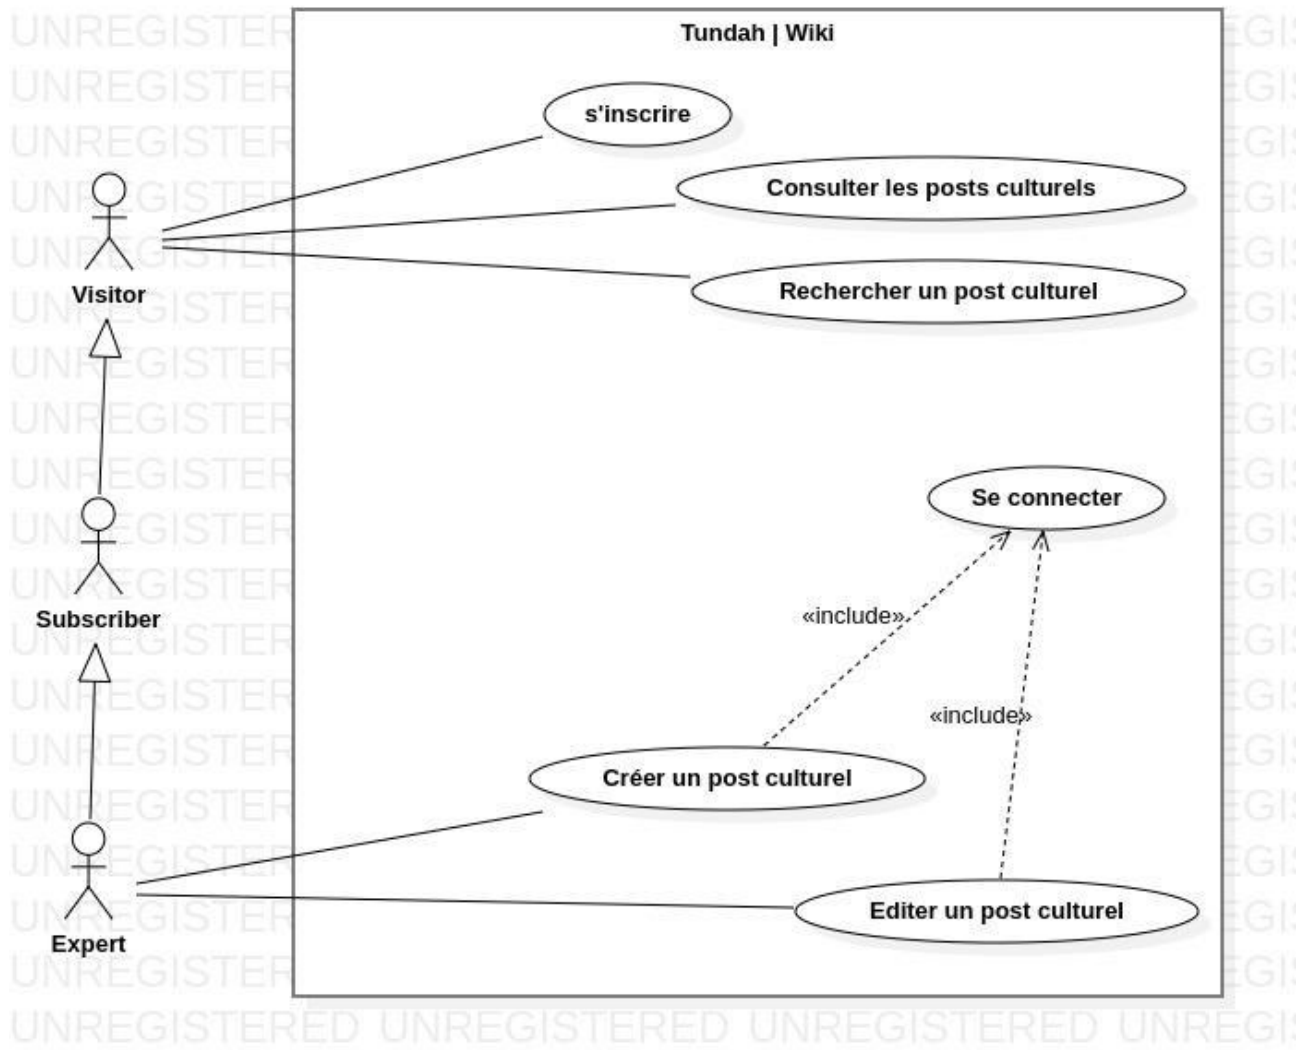 Tundah | Wiki
s'inscrire
Consulter les posts culturels
Rechercher un post culturel
Visitor
Se connecter
Subscriber
«include»
«include»
Créer un post culturel
Editer un post culturel
Expert
UNREGISTERED UNREGISTERED UNREGISTERED